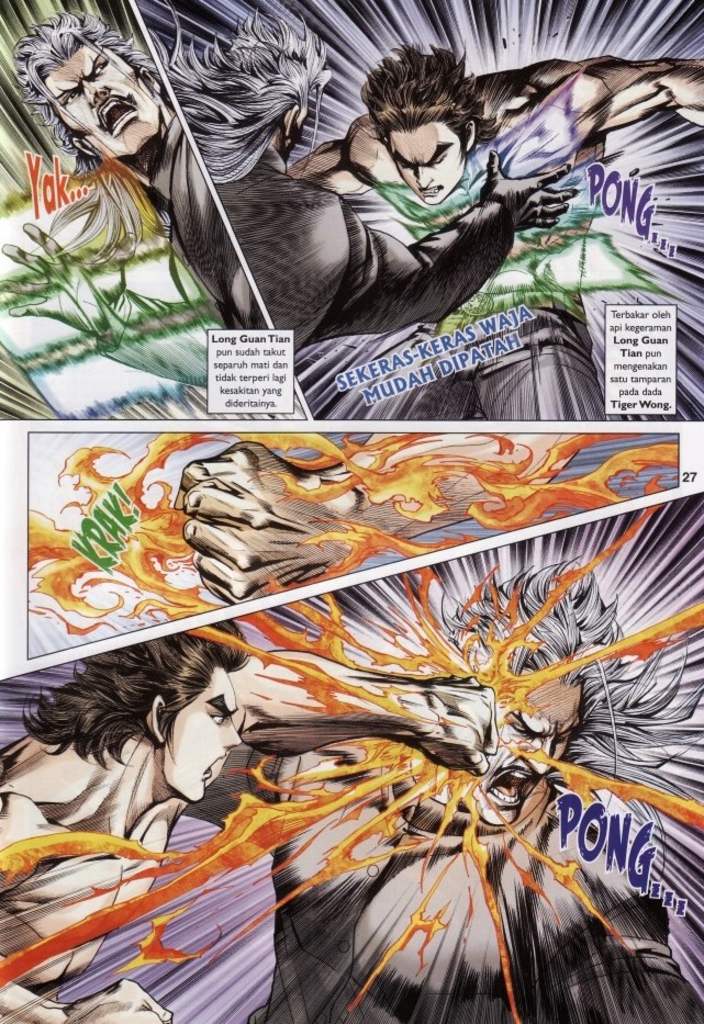 Yak...
Long Guan Tian
pun sudah takut
separuh mati dan
tidak terperi lagi
kesakitan yang
dideritainya.
PONG...
SEKERAS-KERAS WAJA
MUDAH DIPATAH
Terbakar oleh
api kegeraman
Long Guan
Tian pun
mengenakan
satu tamparan
pada dada
Tiger Wong.
27
KRAK!
PONG...